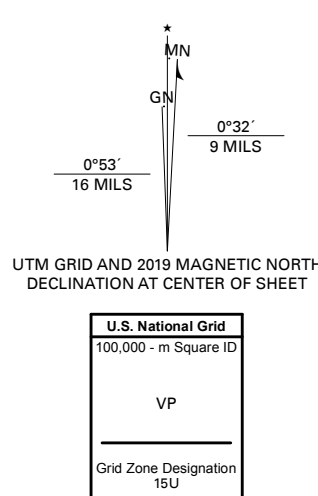 ★
MN
GN
0°32´
9 MILS
0°53´
16 MILS
UTM GRID AND 2019 MAGNETIC NORTH
DECLINATION AT CENTER OF SHEET
U.S. National Grid
100,000 - m Square ID
VP
Grid Zone Designation
15U